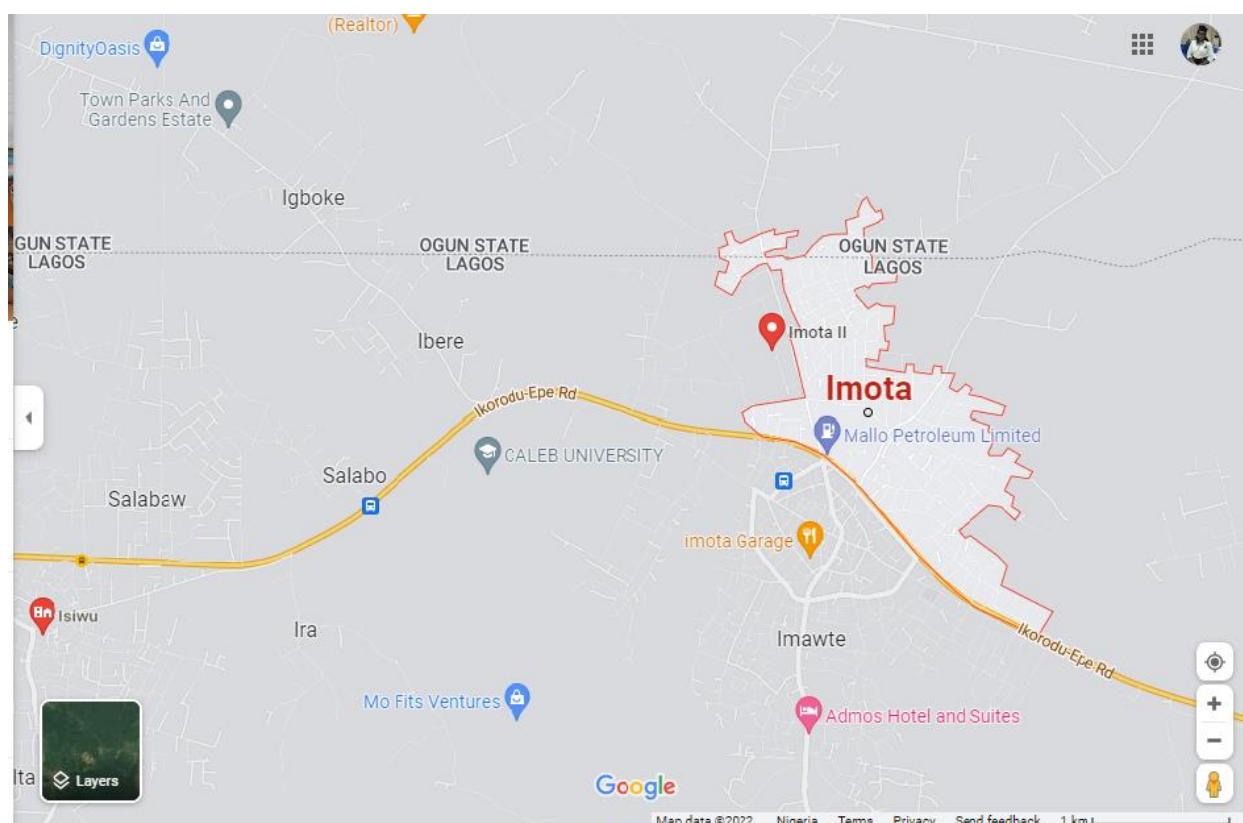 (Realtor)
DignityOasis
Town Parks And
Gardens Estate
Igboke
GUN STATE
LAGOS
OGUN STATE
LAGOS
OGUN STATE
LAGOS
Imota II
Ibere
Imota
Ikorodu-Epe Rd
Mallo Petroleum Limited
CALEB UNIVERSITY
Salabo
Salabaw
imota Garage
Isiwu
Ira
Imawte
Ikorodu-Epe Rd
Mo Fits Ventures
Admos Hotel and Suites
lta
Layers
Google
Map data ©2022 Nigeria Terms Privacy Send feedback 1 km